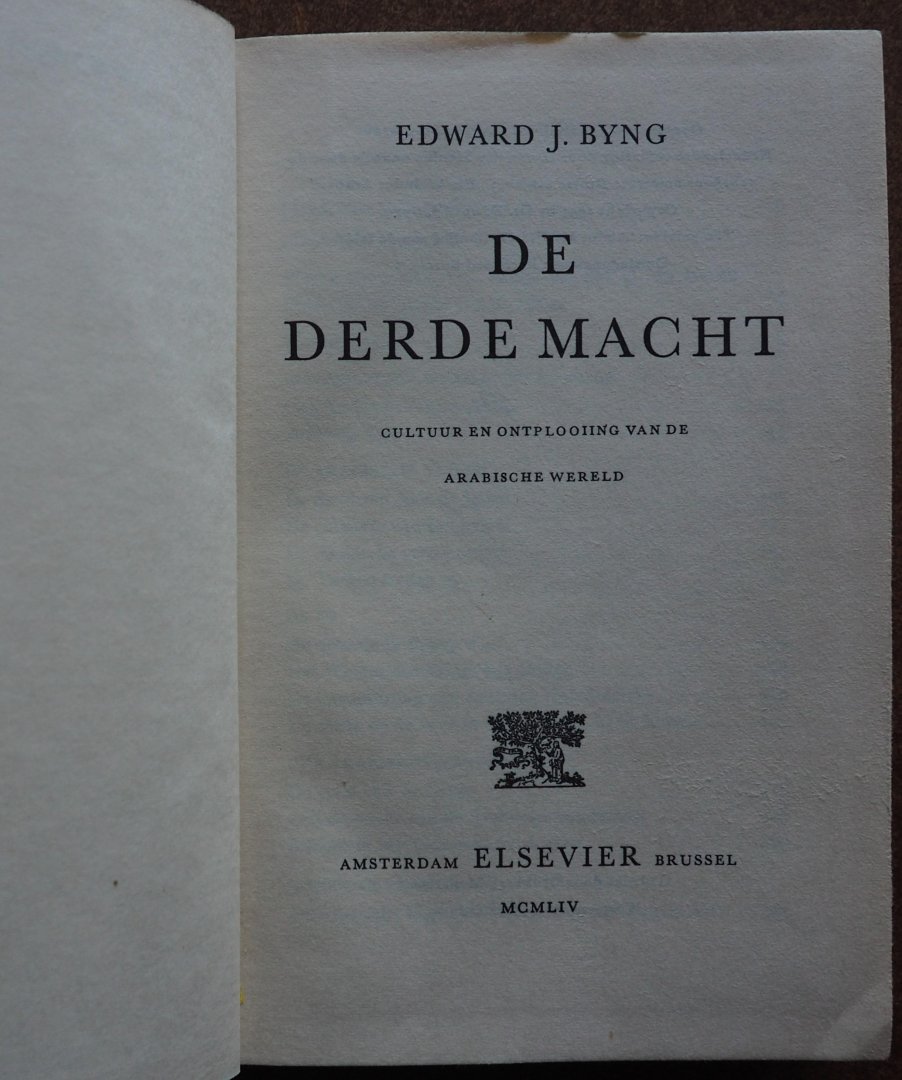 EDWARD J. BYNG
DE
DERDE MACHT
CULTUUR EN ONTPLOOIING VAN DE
ARABISCHE WERELD
AMSTERDAM ELSEVIER BRUSSEL
MCMLIV